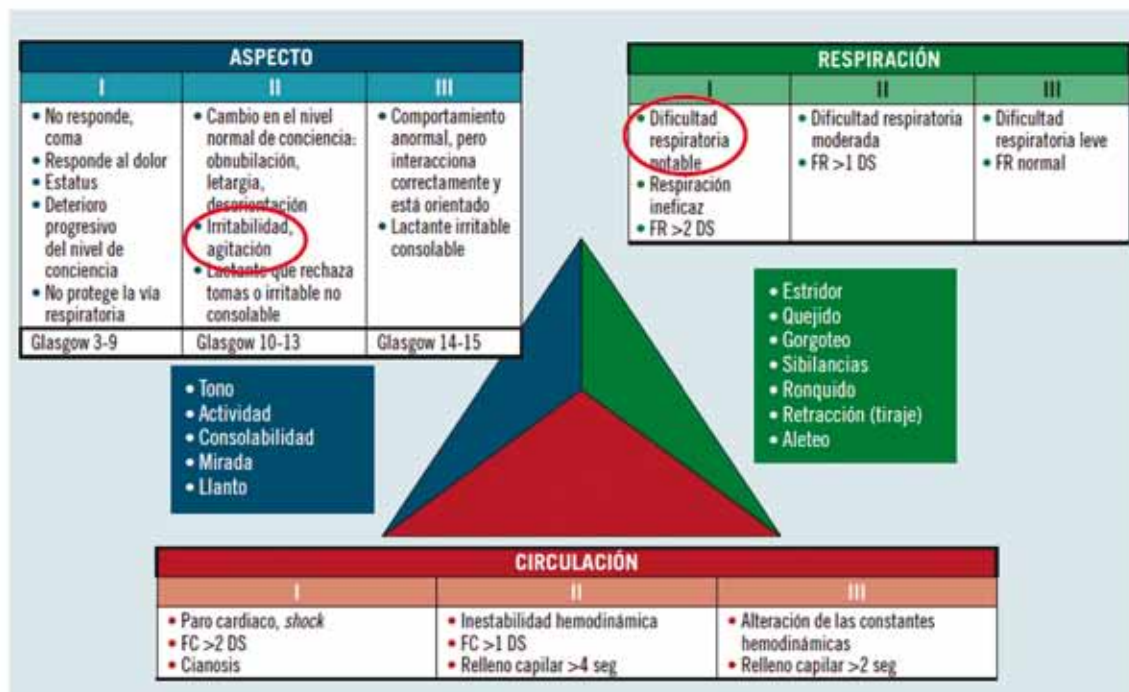 ASPECTO
I
II
III
• No responde,
coma
• Responde al dolor
• Estatus
• Deterioro
progresivo
del nivel de
conciencia
• No protege la vía
respiratoria
• Cambio en el nivel
normal de conciencia:
obnubilación,
letargia,
desorientación
• Irritabilidad,
agitación
• Lactante que rechaza
tomas o irritable no
consolable
• Comportamiento
anormal, pero
interacciona
correctamente y
está orientado
• Lactante irritable
consolable
Glasgow 3-9
Glasgow 10-13
Glasgow 14-15
RESPIRACIÓN
I
II
III
• Dificultad
respiratoria
notable
• Respiración
ineficaz
• FR >2 DS
• Dificultad respiratoria
moderada
• FR >1 DS
• Dificultad
respiratoria leve
• FR normal
• Tono
• Actividad
• Consolabilidad
• Mirada
• Llanto
• Estridor
• Quejido
• Gorgoteo
• Sibilancias
• Ronquido
• Retracción (tiraje)
• Aleteo
CIRCULACIÓN
I
II
III
• Paro cardiaco, shock
• FC >2 DS
• Cianosis
• Inestabilidad hemodinámica
• FC >1 DS
• Relleno capilar >4 seg
• Alteración de las constantes
hemodinámicas
• Relleno capilar >2 seg